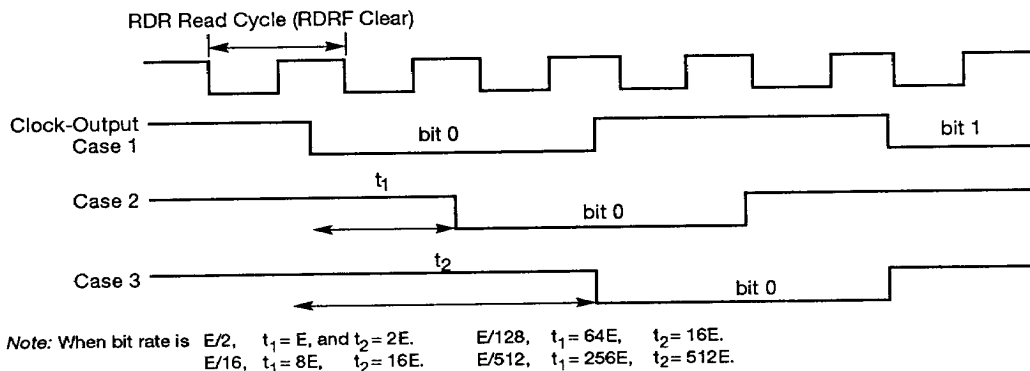 RDR Read Cycle (RDRF Clear)
Clock-Output
Case 1
bit 0
bit 1
t₁
Case 2
bit 0
t₂
Case 3
bit 0
Note: When bit rate is E/2, t₁ = E, and t₂ = 2E. E/128, t₁ = 64E, t₂ = 16E.
E/16, t₁ = 8E, t₂ = 16E. E/512, t₁ = 256E, t₂ = 512E.